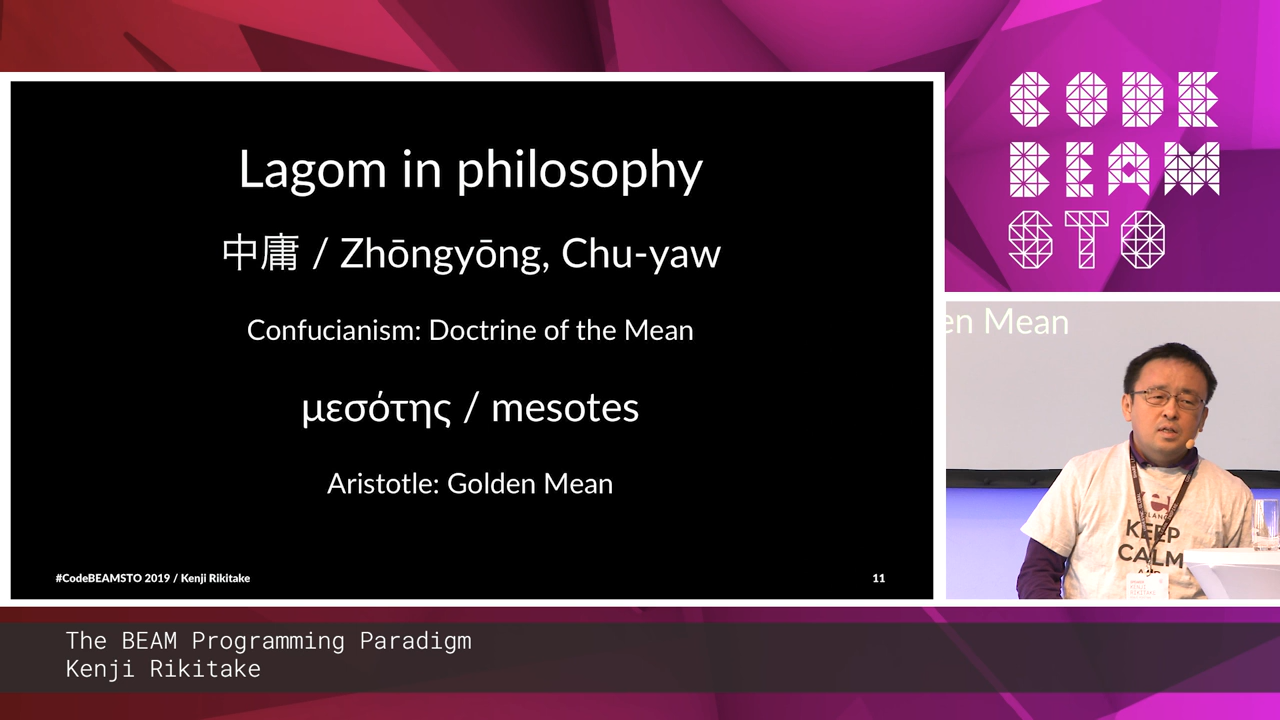 Lagom in philosophy
中庸 / Zhōngyōng, Chu-yaw
Confucianism: Doctrine of the Mean
μεσότης / mesotes
Aristotle: Golden Mean
#CodeBEAMSTO 2019 / Kenji Rikitake
11
CODE
BEAM
STO
en Mean
KEEP
CALM
AND
The BEAM Programming Paradigm
Kenji Rikitake